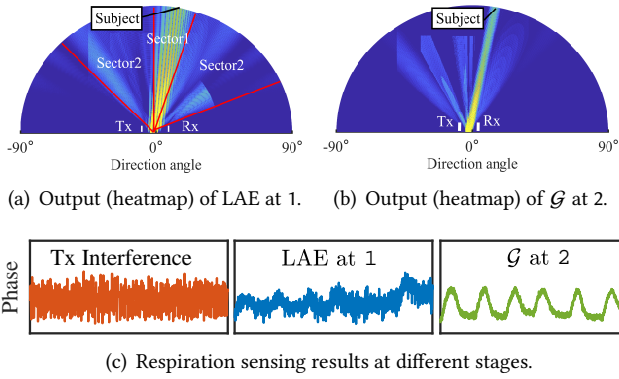 Subject
Sector1
Sector2
Sector2
Tx
Rx
-90°
0°
90°
Direction angle
(a) Output (heatmap) of LAE at 1.
Subject
Tx
Rx
-90°
0°
90°
Direction angle
(b) Output (heatmap) of 𝒢 at 2.
Phase
Tx Interference
LAE at 1
𝒢 at 2
(c) Respiration sensing results at different stages.